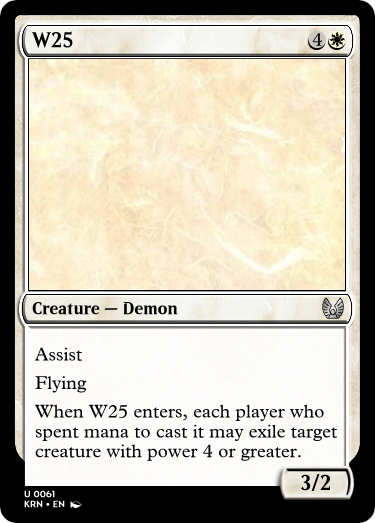 W25 4
Creature — Demon
Assist
Flying
When W25 enters, each player who
spent mana to cast it may exile target
creature with power 4 or greater.
3/2
U 0061
KRN • EN